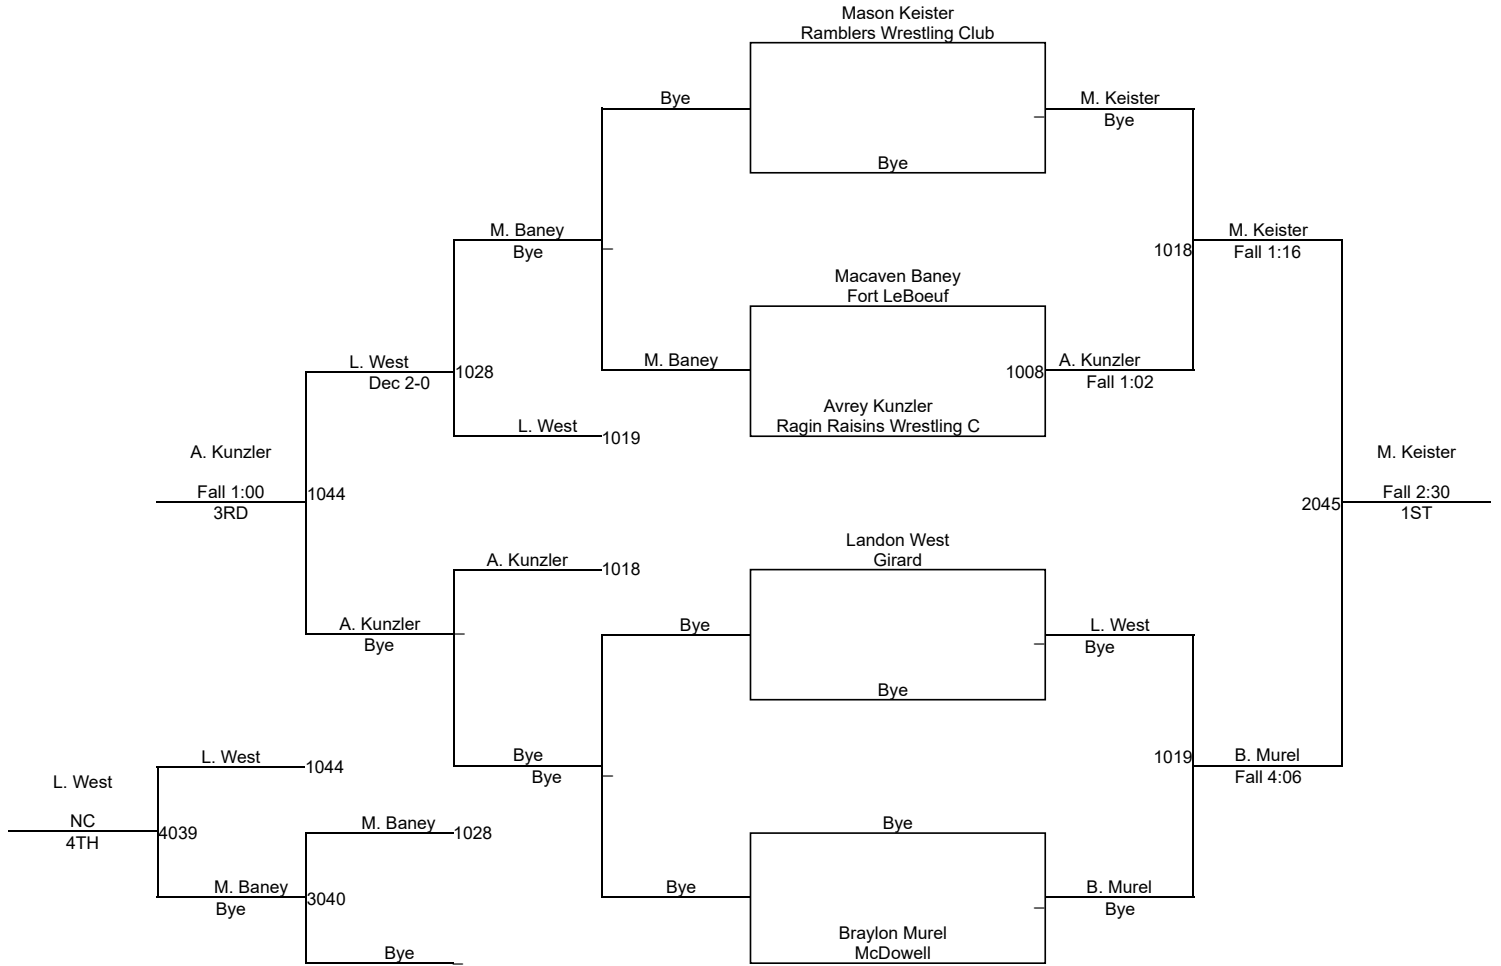 Mason Keister
Ramblers Wrestling Club
Bye
M. Keister
Bye
Bye
M. Baney
Bye
M. Keister
1018
Fall 1:16
Macaven Baney
Fort LeBoeuf
L. West
Dec 2-0
1028
M. Baney
1008
A. Kunzler
Fall 1:02
Avrey Kunzler
Ragin Raisins Wrestling C
L. West
1019
A. Kunzler
Fall 1:00
3RD
1044
M. Keister
2045
Fall 2:30
1ST
Landon West
Girard
A. Kunzler
1018
A. Kunzler
Bye
Bye
L. West
Bye
Bye
Bye
Bye
1019
B. Murel
Fall 4:06
L. West
1044
L. West
NC
4TH
4039
M. Baney
1028
Bye
M. Baney
Bye
3040
Bye
B. Murel
Bye
Braylon Murel
McDowell
Bye